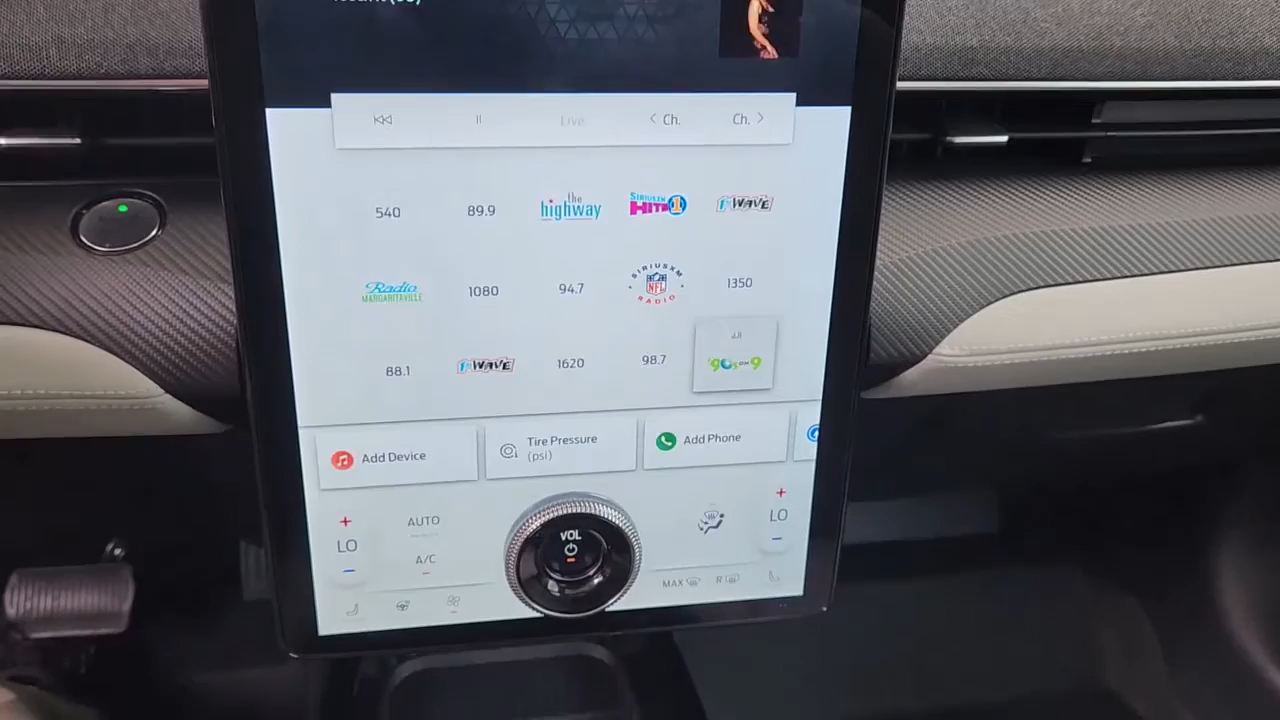 Live
Ch.
Ch.
540
89.9
the
highway
SIRIUSXM
HITS 1
1st WAVE
Radio
MARGARITAVILLE
1080
94.7
SIRIUSXM
NFL
RADIO
1350
88.1
1st WAVE
1620
98.7
'90s ON 9
Add Device
Tire Pressure
(psi)
Add Phone
LO
AUTO
A/C
VOL
LO
MAX
R